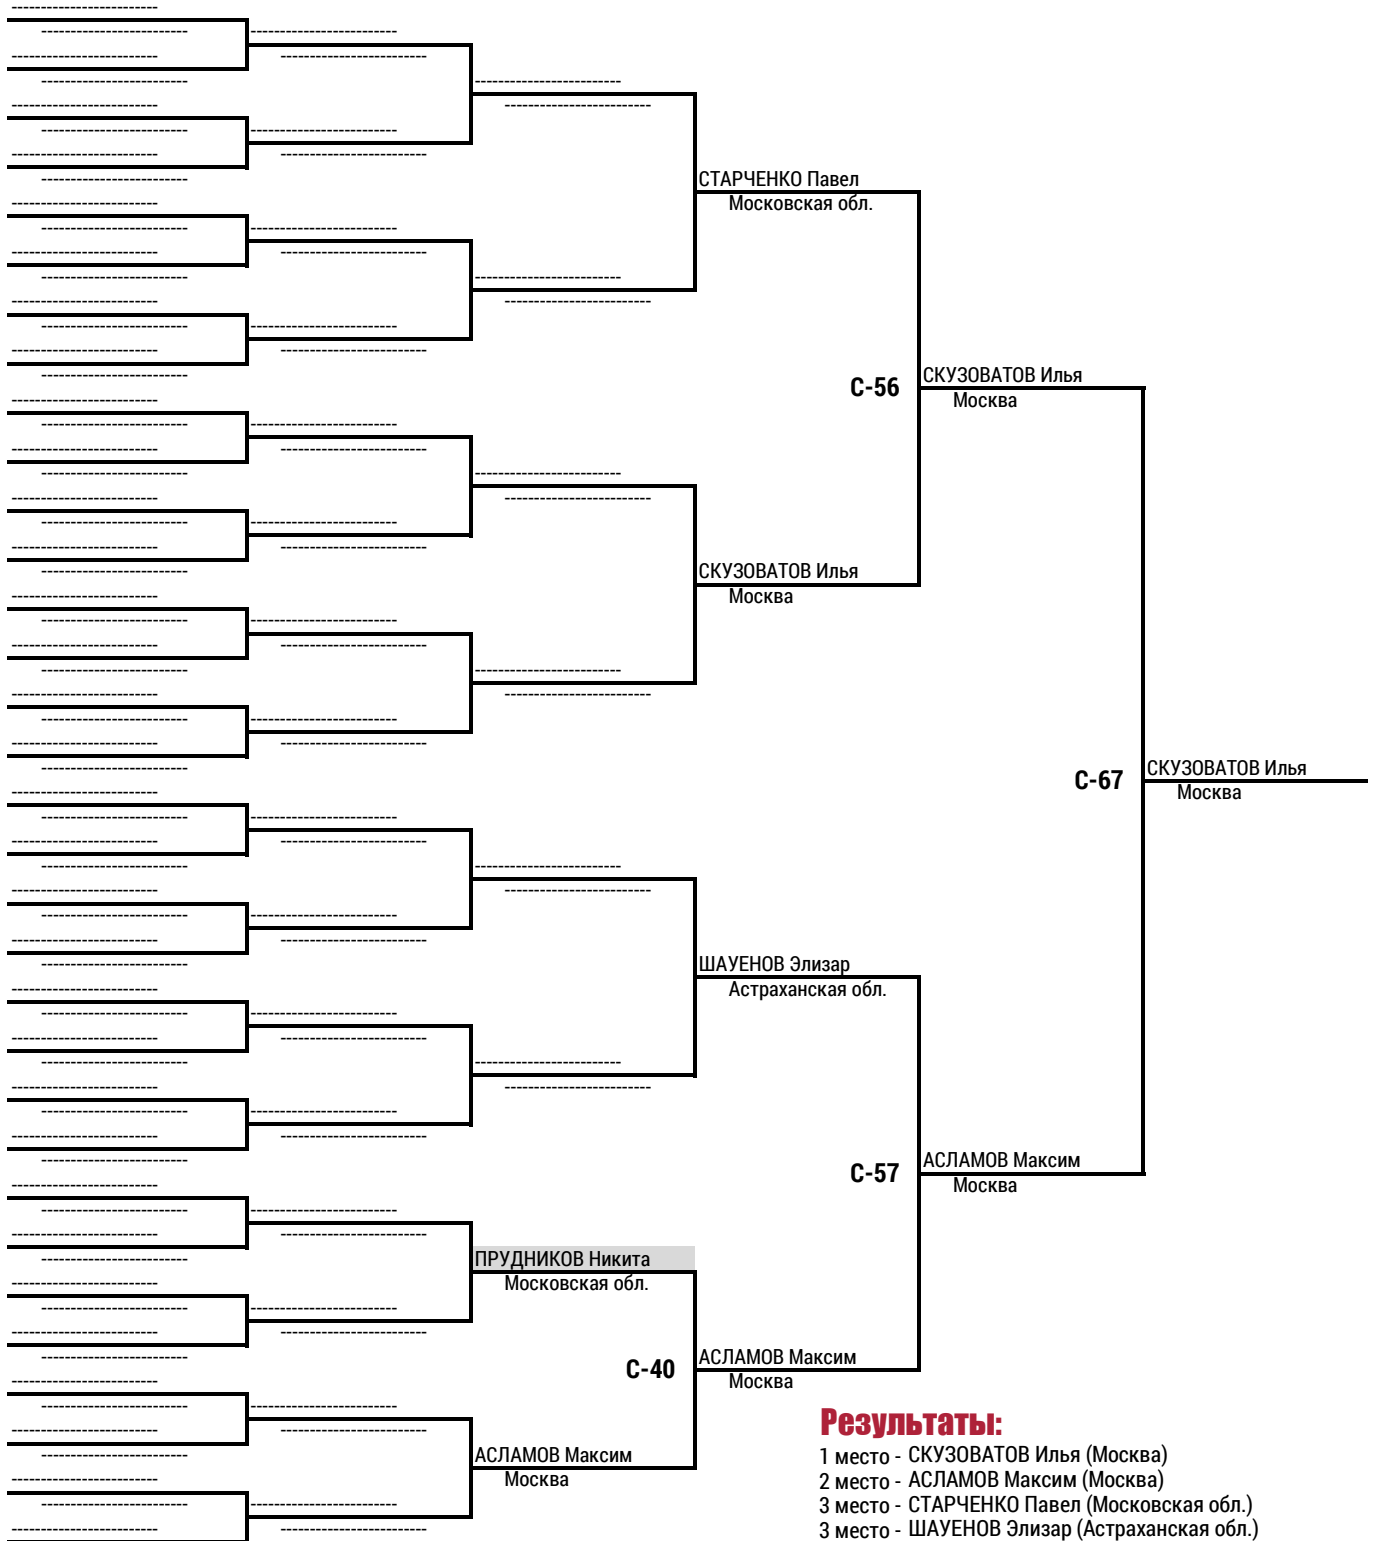 СТАРЧЕНКО Павел
Московская обл.
С-56
СКУЗОВАТОВ Илья
Москва
СКУЗОВАТОВ Илья
Москва
С-67
СКУЗОВАТОВ Илья
Москва
ШАУЕНОВ Элизар
Астраханская обл.
С-57
АСЛАМОВ Максим
Москва
ПРУДНИКОВ Никита
Московская обл.
С-40
АСЛАМОВ Максим
Москва
АСЛАМОВ Максим
Москва
Результаты:
1 место - СКУЗОВАТОВ Илья (Москва)
2 место - АСЛАМОВ Максим (Москва)
3 место - СТАРЧЕНКО Павел (Московская обл.)
3 место - ШАУЕНОВ Элизар (Астраханская обл.)